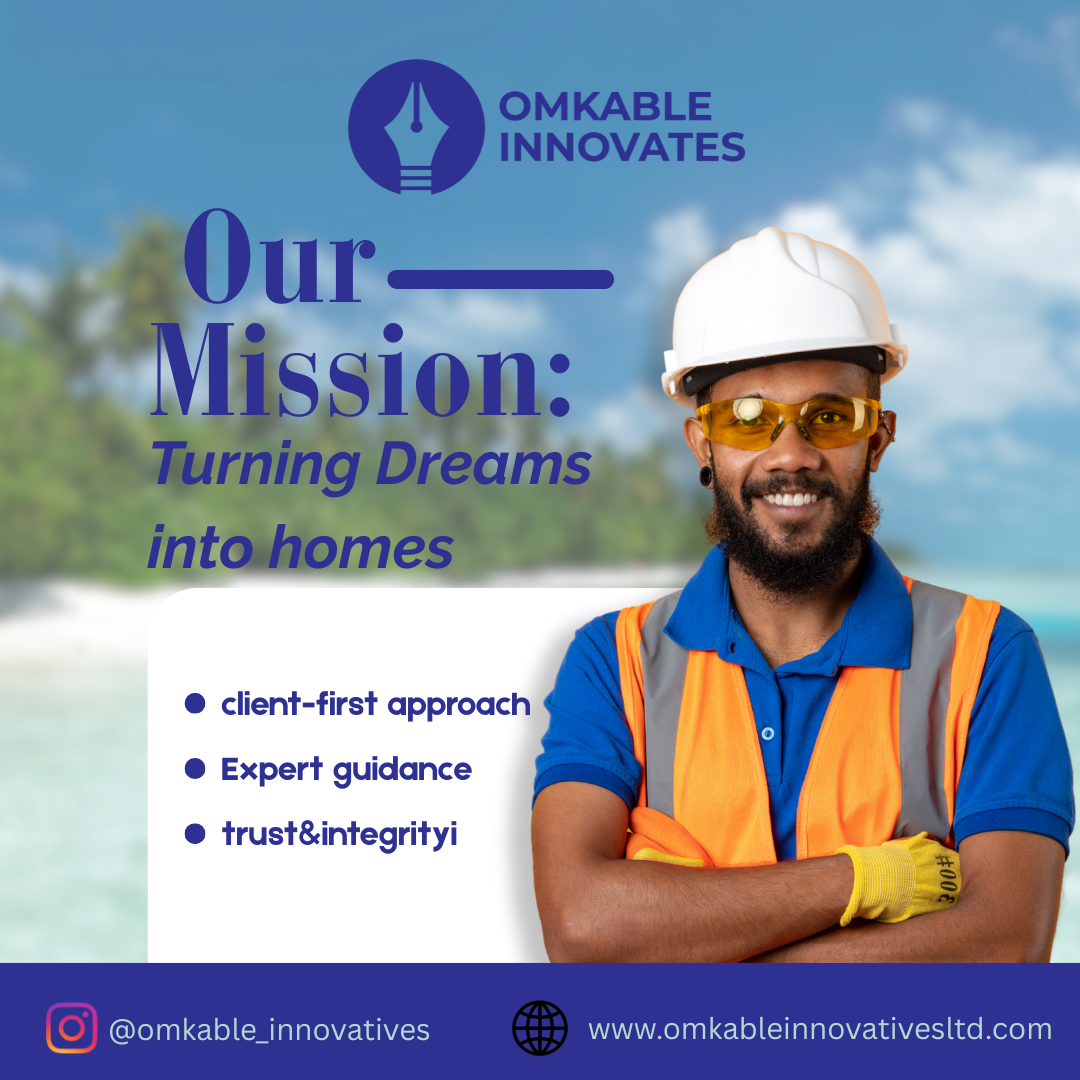 OMKABLE
INNOVATES
Our
Mission:
Turning Dreams
into homes
client-first approach
Expert guidance
trust&integrityi
#003
@omkable_innovatives
www.omkableinnovativesltd.com